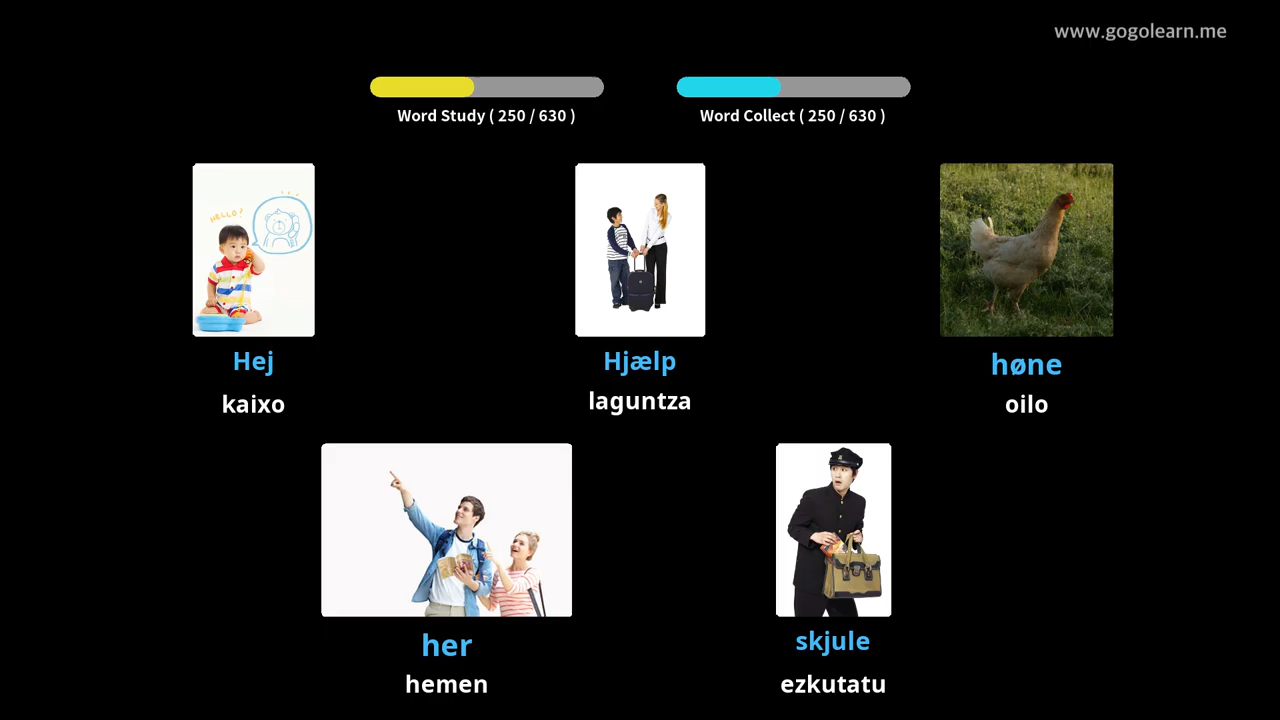 www.gogolearn.me
Word Study ( 250 / 630 )
Word Collect ( 250 / 630 )
HELLO?
Hej
kaixo
Hjælp
laguntza
høne
oilo
her
hemen
skjule
ezkutatu